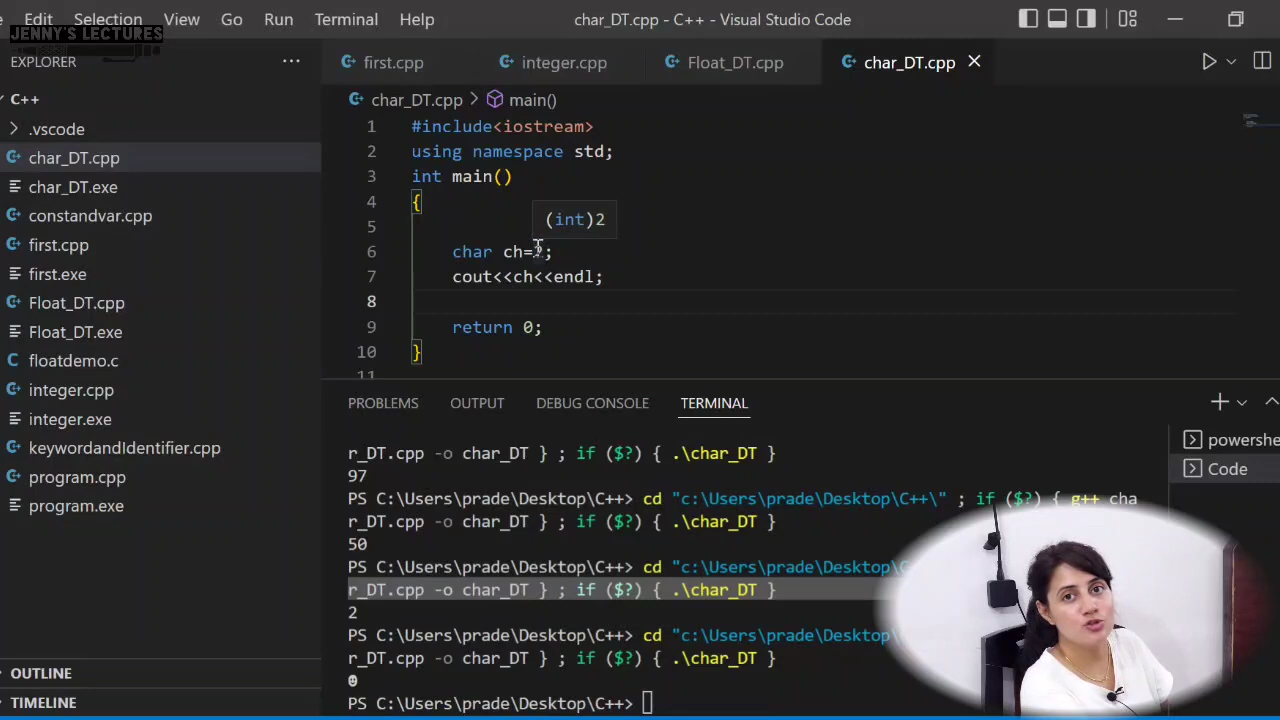 Edit Selection View Go Run Terminal Help char_DT.cpp - C++ - Visual Studio Code
JENNY'S LECTURES
EXPLORER
first.cpp integer.cpp Float_DT.cpp char_DT.cpp
C++
char_DT.cpp > main()
.vscode
char_DT.cpp
char_DT.exe
constandvar.cpp
first.cpp
first.exe
Float_DT.cpp
Float_DT.exe
floatdemo.c
integer.cpp
integer.exe
keywordandIdentifier.cpp
program.cpp
program.exe
OUTLINE
TIMELINE
1 #include<iostream>
2 using namespace std;
3 int main()
4 {
(int)2
5
6 char ch=2;
7 cout<<ch<<endl;
8
9 return 0;
10 }
11
PROBLEMS OUTPUT DEBUG CONSOLE TERMINAL
r_DT.cpp -o char_DT } ; if ($?) { .\char_DT }
97
PS C:\Users\prade\Desktop\C++> cd "c:\Users\prade\Desktop\C++\" ; if ($?) { g++ cha
r_DT.cpp -o char_DT } ; if ($?) { .\char_DT }
50
PS C:\Users\prade\Desktop\C++> cd "c:\Users\prade\Desktop\
r_DT.cpp -o char_DT } ; if ($?) { .\char_DT }
2
PS C:\Users\prade\Desktop\C++> cd "c:\Users\prade\Desktop\
r_DT.cpp -o char_DT } ; if ($?) { .\char_DT }
☻
PS C:\Users\prade\Desktop\C++>
powershe
Code